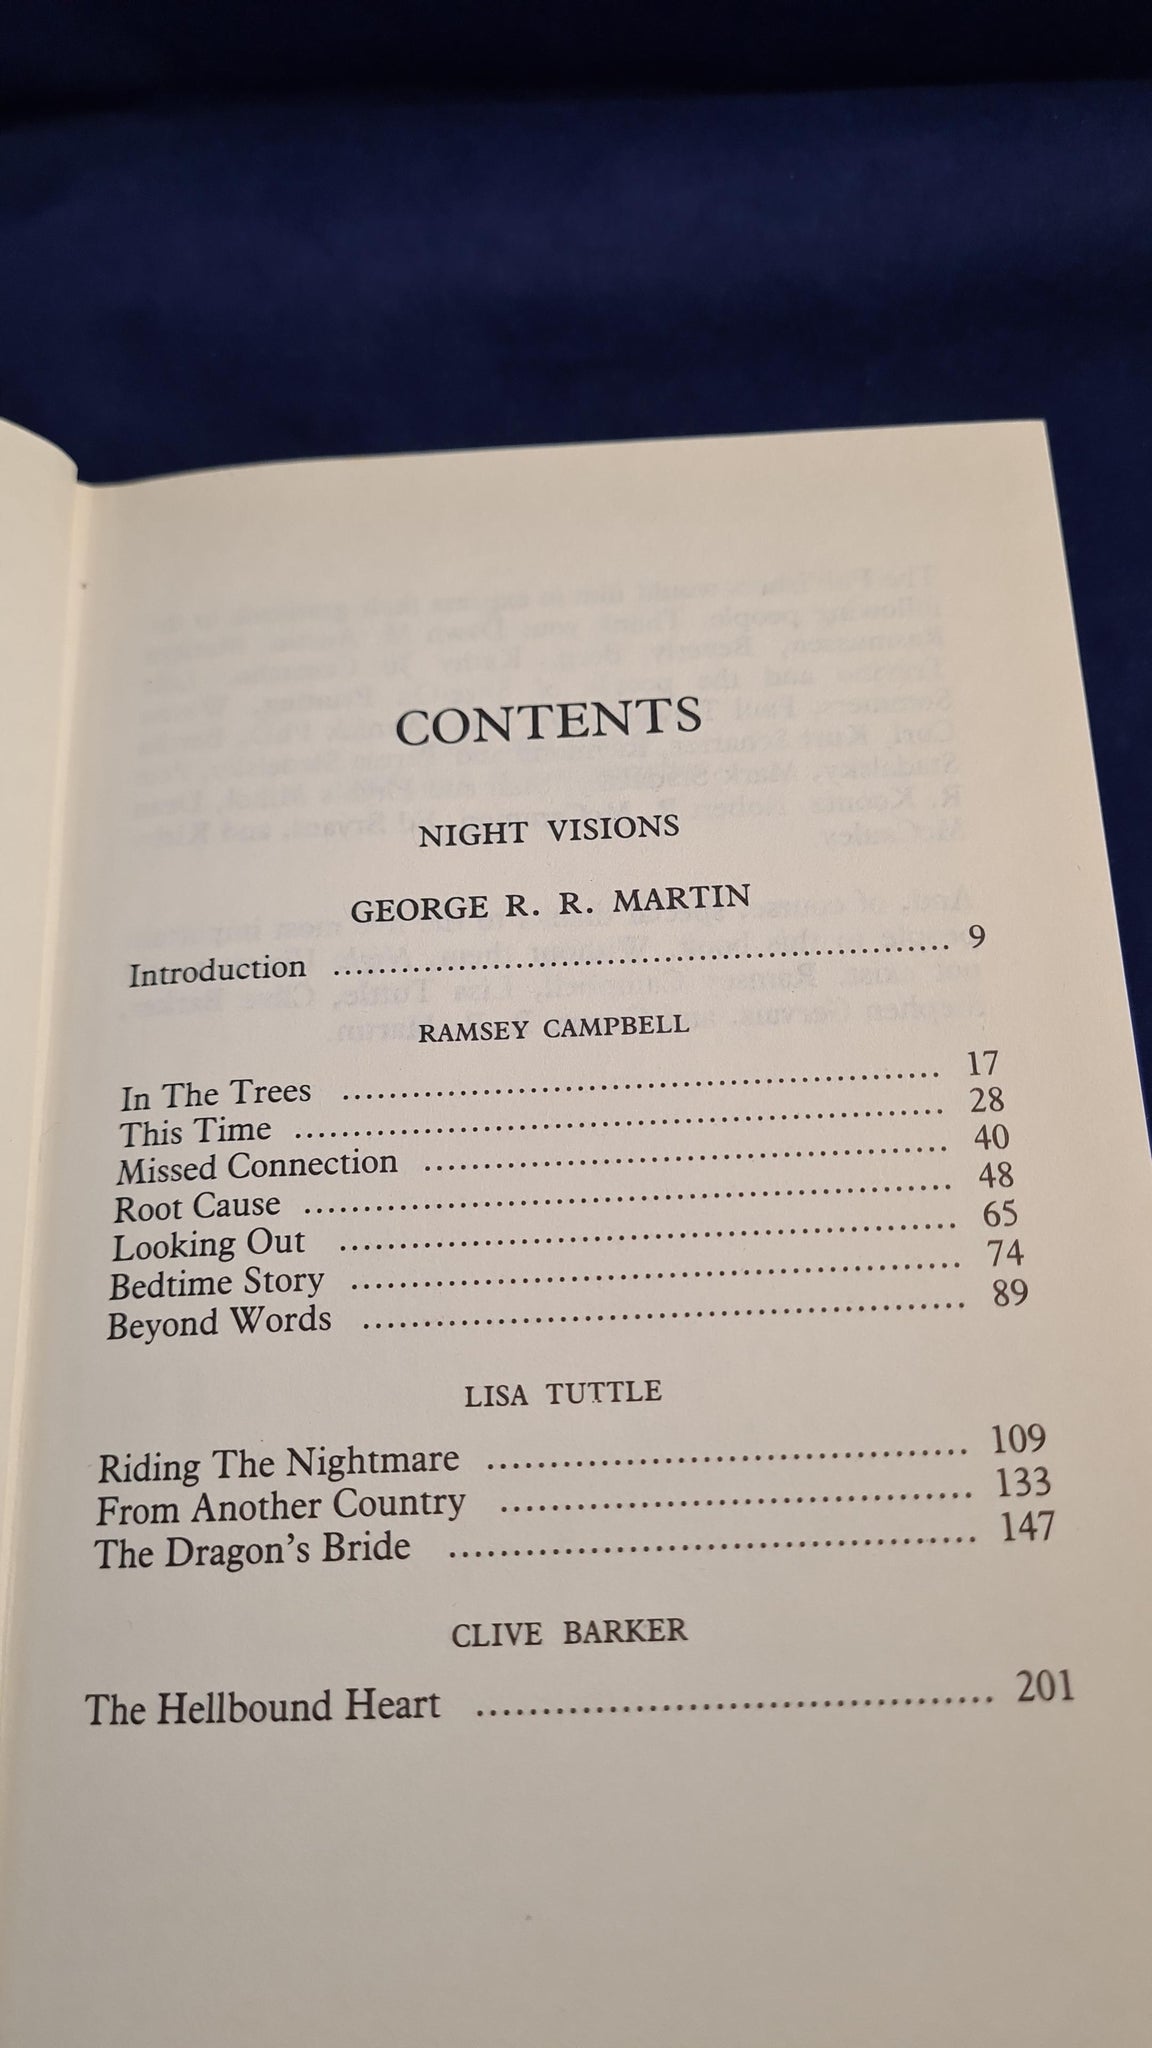 CONTENTS
NIGHT VISIONS
GEORGE R. R. MARTIN
Introduction ........................................................ 9
RAMSEY CAMPBELL
In The Trees ........................................................ 17
This Time ........................................................ 28
Missed Connection ........................................................ 40
Root Cause ........................................................ 48
Looking Out ........................................................ 65
Bedtime Story ........................................................ 74
Beyond Words ........................................................ 89
LISA TUTTLE
Riding The Nightmare ........................................ 109
From Another Country ........................................ 133
The Dragon's Bride ........................................ 147
CLIVE BARKER
The Hellbound Heart ........................................ 201